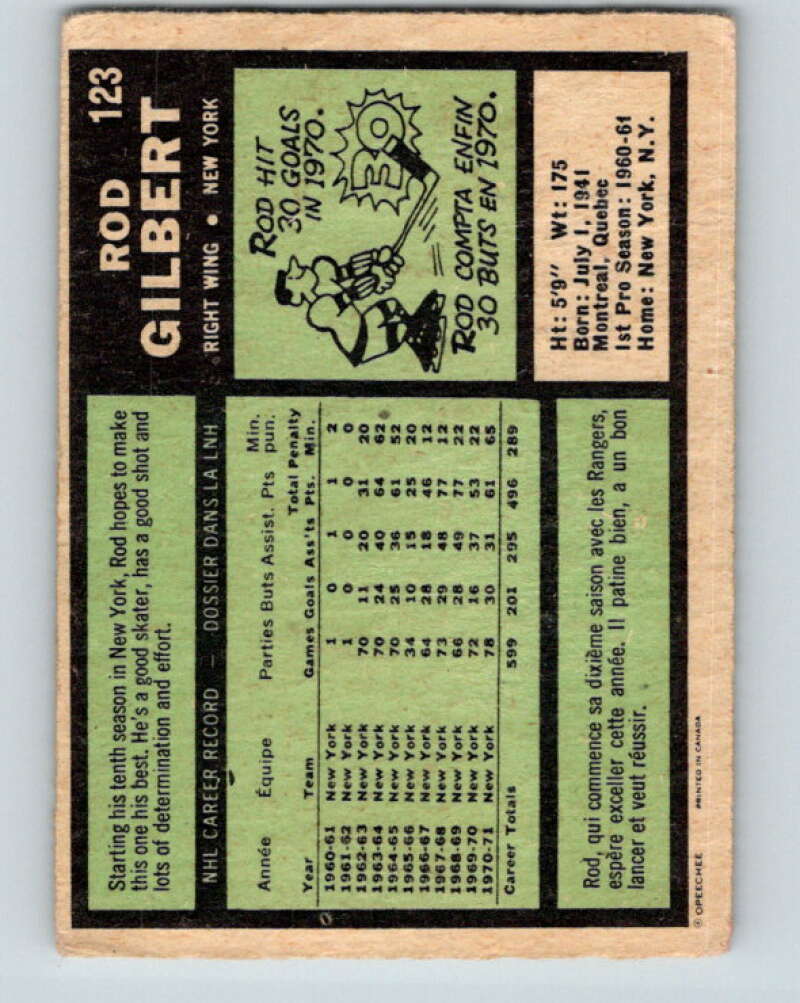 123
ROD
GILBERT
RIGHT WING • NEW YORK
Starting his tenth season in New York, Rod hopes to make
this one his best. He's a good skater, has a good shot and
lots of determination and effort.
ROD HIT
30 GOALS
IN 1970.
30
ROD COMPTA ENFIN
30 BUTS EN 1970.
NHL CAREER RECORD — DOSSIER DANS LA LNH
Année Équipe Parties Buts Assist. Pts Min. pun.
Year Team Games Goals Ass'ts Total Pts. Penalty Min.
1960-61 New York 1 0 1 1 2
1961-62 New York 1 0 0 0 0
1962-63 New York 70 11 20 31 20
1963-64 New York 70 24 40 64 62
1964-65 New York 70 25 36 61 52
1965-66 New York 34 10 15 25 20
1966-67 New York 64 28 18 46 12
1967-68 New York 73 29 48 77 12
1968-69 New York 66 28 49 77 22
1969-70 New York 72 16 37 53 22
1970-71 New York 78 30 31 61 65
Career Totals 599 201 295 496 289
Ht: 5'9" Wt: 175
Born: July 1, 1941
Montreal, Quebec
1st Pro Season: 1960-61
Home: New York, N.Y.
Rod, qui commence sa dixième saison avec les Rangers,
espère exceller cette année. Il patine bien, a un bon
lancer et veut réussir.
© OPEECHEE PRINTED IN CANADA